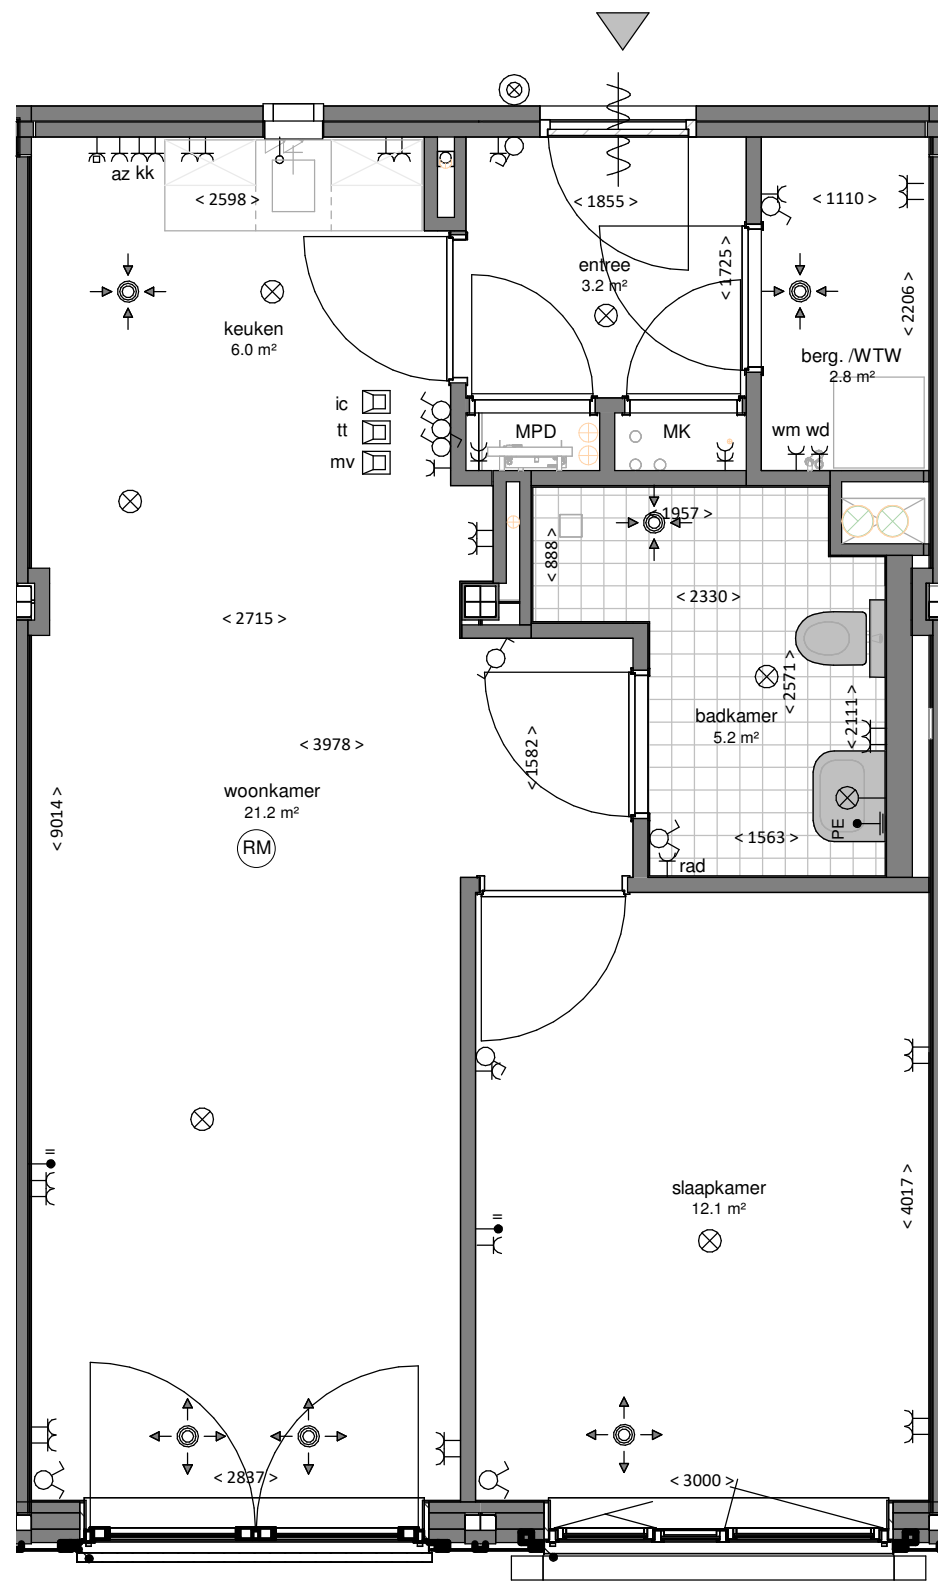 az kk
< 2598 >
< 1855 >
< 1110 >
entree
3.2 m²
< 1725 >
< 2206 >
keuken
6.0 m²
berg. /WTW
2.8 m²
ic
tt
mv
MPD
MK
wm wd
< 1957 >
< 888 >
< 2330 >
< 2715 >
< 2571 >
badkamer
5.2 m²
< 2111 >
< 3978 >
< 1582 >
woonkamer
21.2 m²
< 9014 >
RM
PE
< 1563 >
rad
=
slaapkamer
12.1 m²
< 4017 >
=
< 2837 >
< 3000 >